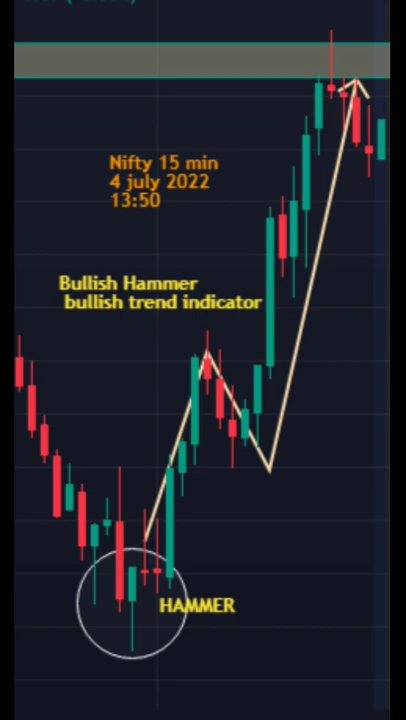 Nifty 15 min
4 july 2022
13:50
Bullish Hammer
bullish trend indicator
HAMMER